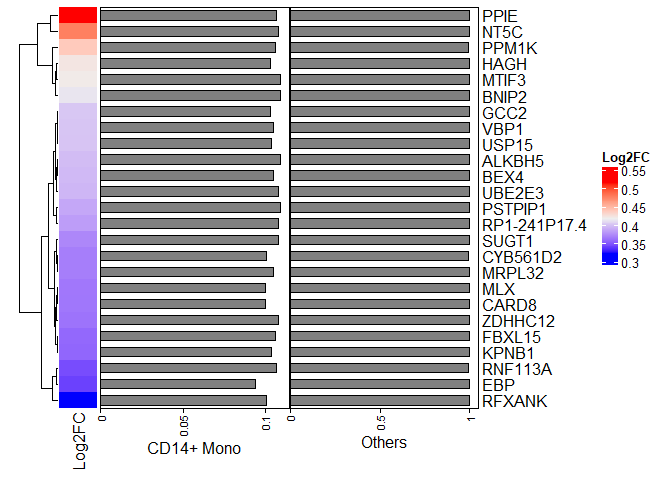 PPIE
NT5C
PPM1K
HAGH
MTIF3
BNIP2
GCC2
VBP1
USP15
ALKBH5
BEX4
UBE2E3
PSTPIP1
RP1-241P17.4
SUGT1
CYB561D2
MRPL32
MLX
CARD8
ZDHHC12
FBXL15
KPNB1
RNF113A
EBP
RFXANK
Log2FC
0.55
0.5
0.45
0.4
0.35
0.3
Log2FC
0
0.05
0.1
CD14+ Mono
0
0.5
1
Others